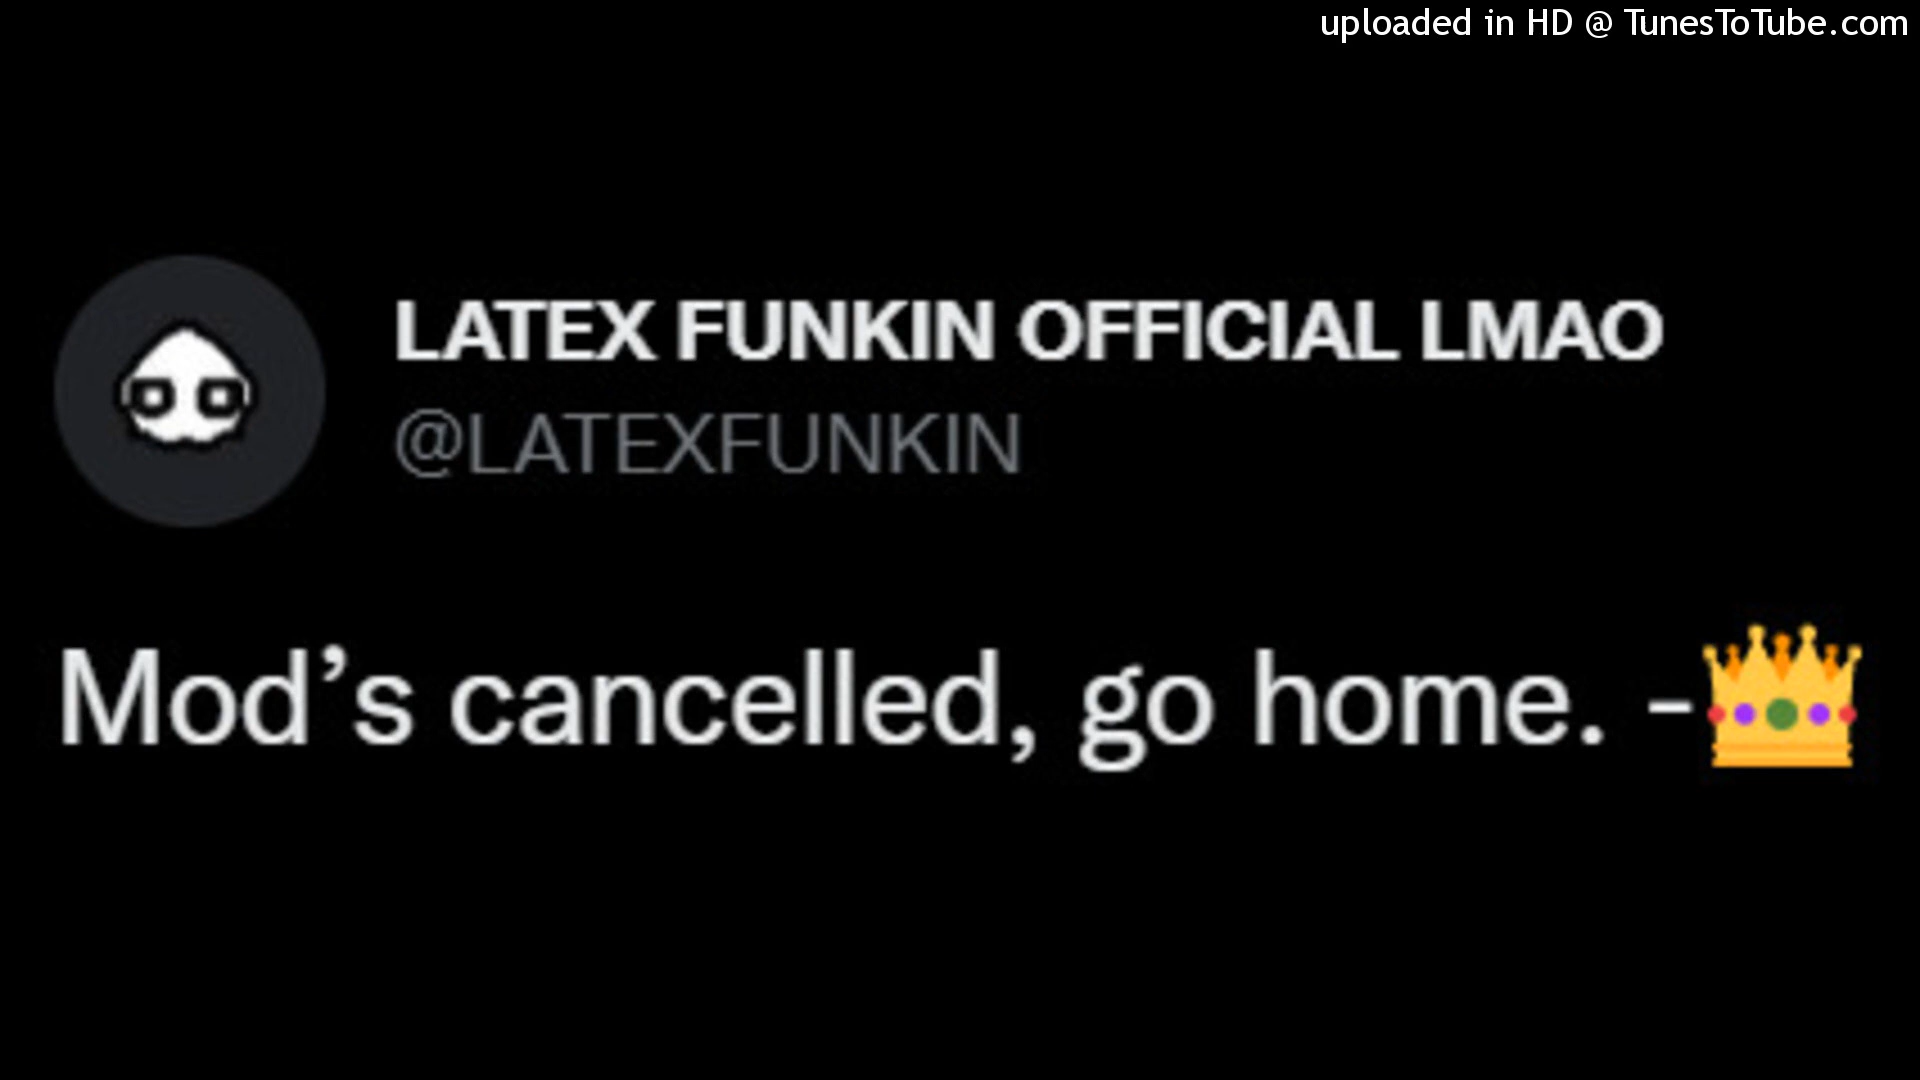 uploaded in HD @ TunesToTube.com
LATEX FUNKIN OFFICIAL LMAO
@LATEXFUNKIN
Mod’s cancelled, go home. -👑